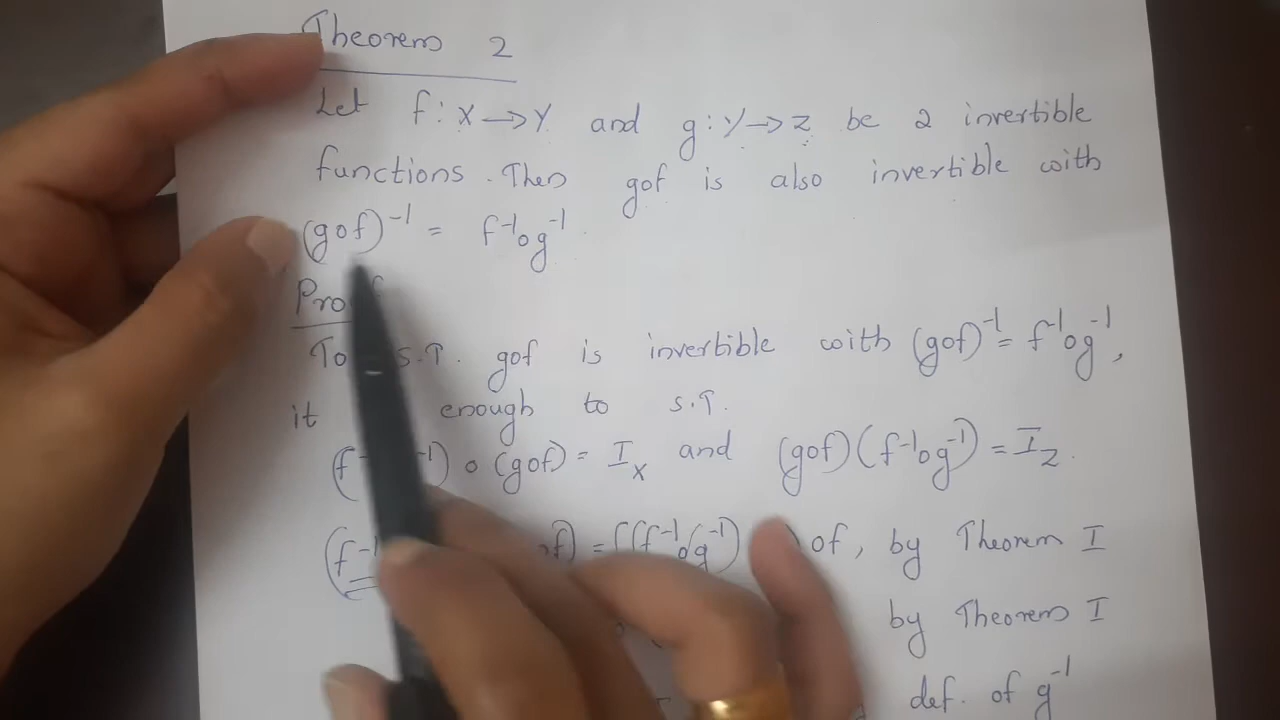 Theorem 2
Let f : X → Y and g : Y → Z be 2 invertible
functions. Then gof is also invertible with
(gof)⁻¹ = f⁻¹og⁻¹.
To S.T. gof is invertible with (gof)⁻¹ = f⁻¹og⁻¹,
it enough to S.T.
o (gof) = I_X and (gof)(f⁻¹og⁻¹) = I_Z.
of, by Theorem I
by Theorem I
def. of g⁻¹